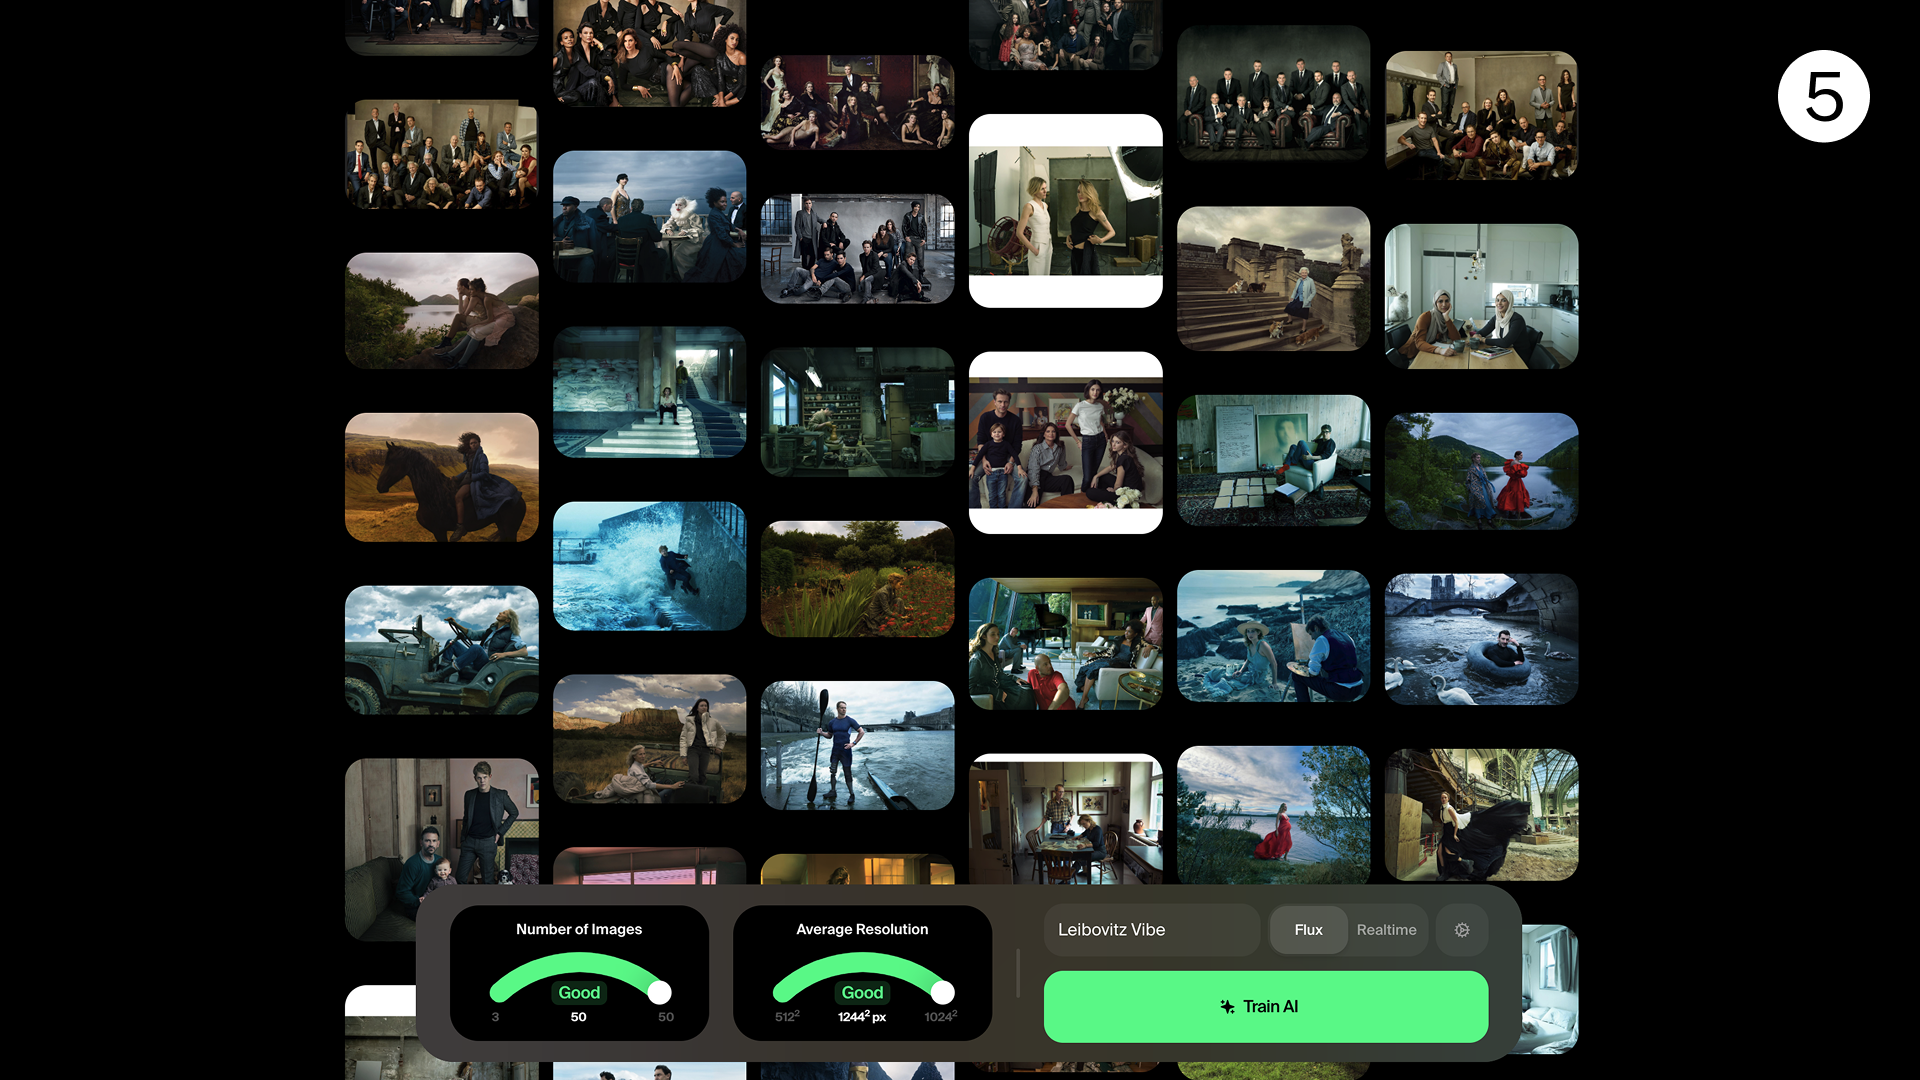 5
Number of Images
Good
3
50
50
Average Resolution
Good
512²
1244² px
1024²
Leibovitz Vibe
Flux
Realtime
Train AI